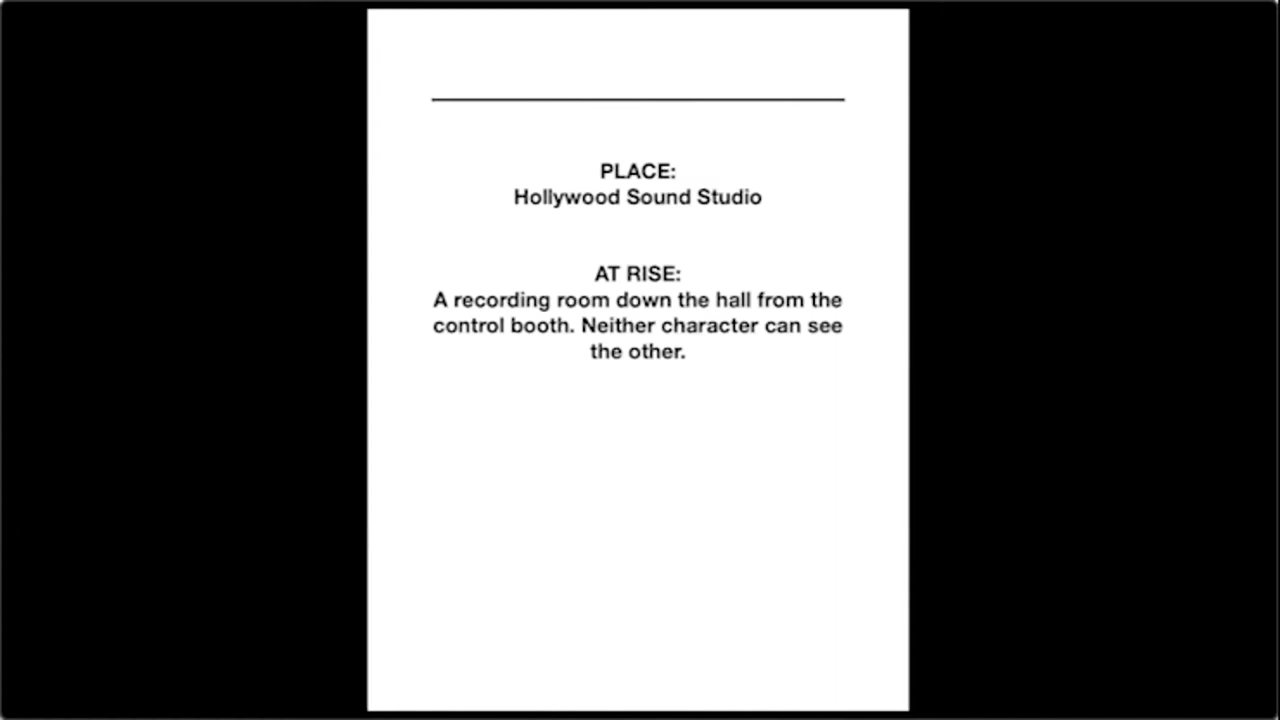 PLACE:
Hollywood Sound Studio
AT RISE:
A recording room down the hall from the
control booth. Neither character can see
the other.